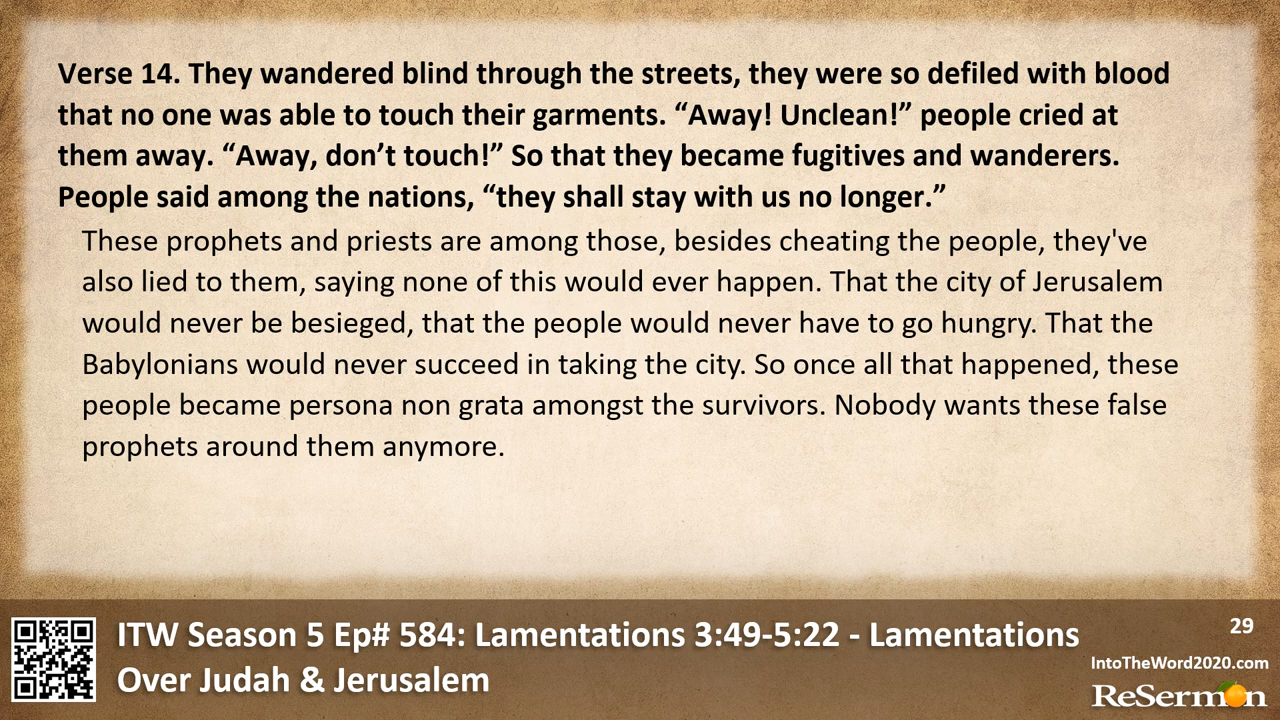 Verse 14. They wandered blind through the streets, they were so defiled with blood
that no one was able to touch their garments. “Away! Unclean!” people cried at
them away. “Away, don’t touch!” So that they became fugitives and wanderers.
People said among the nations, “they shall stay with us no longer.”
These prophets and priests are among those, besides cheating the people, they've
also lied to them, saying none of this would ever happen. That the city of Jerusalem
would never be besieged, that the people would never have to go hungry. That the
Babylonians would never succeed in taking the city. So once all that happened, these
people became persona non grata amongst the survivors. Nobody wants these false
prophets around them anymore.
ITW Season 5 Ep# 584: Lamentations 3:49-5:22 - Lamentations
Over Judah & Jerusalem
29
IntoTheWord2020.com
ReSermon